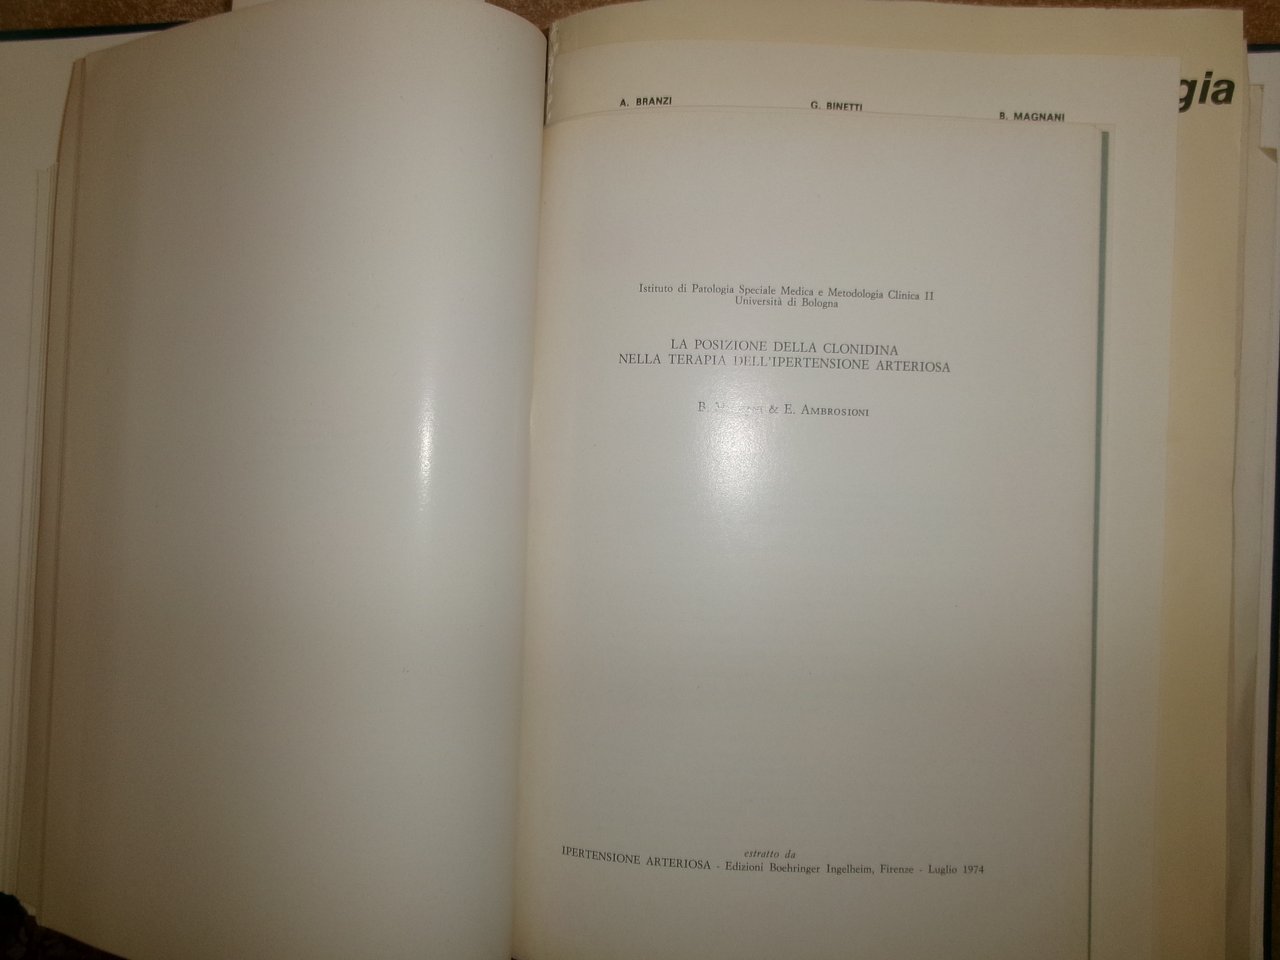 gia
A. BRANZI
G. BINETTI
B. MAGNANI
Istituto di Patologia Speciale Medica e Metodologia Clinica II
Università di Bologna
LA POSIZIONE DELLA CLONIDINA
NELLA TERAPIA DELL'IPERTENSIONE ARTERIOSA
B. & E. AMBROSIONI
estratto da
IPERTENSIONE ARTERIOSA - Edizioni Boehringer Ingelheim, Firenze - Luglio 1974